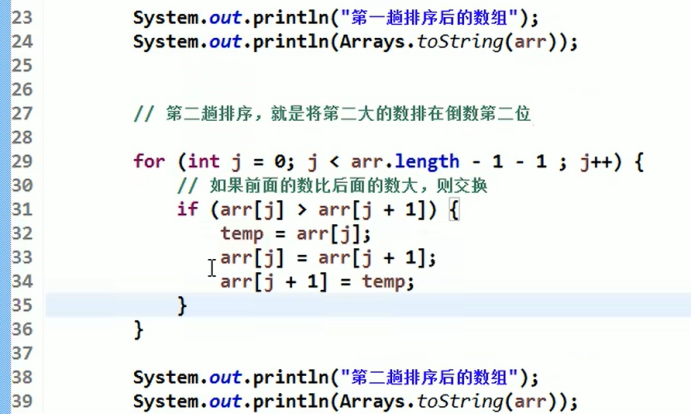 23 System.out.println("第一趟排序后的数组");
24 System.out.println(Arrays.toString(arr));
25
26
27 // 第二趟排序，就是将第二大的数排在倒数第二位
28
29 for (int j = 0; j < arr.length - 1 - 1 ; j++) {
30 // 如果前面的数比后面的数大，则交换
31 if (arr[j] > arr[j + 1]) {
32 temp = arr[j];
33 arr[j] = arr[j + 1];
34 arr[j + 1] = temp;
35 }
36 }
37
38 System.out.println("第二趟排序后的数组");
39 System.out.println(Arrays.toString(arr));